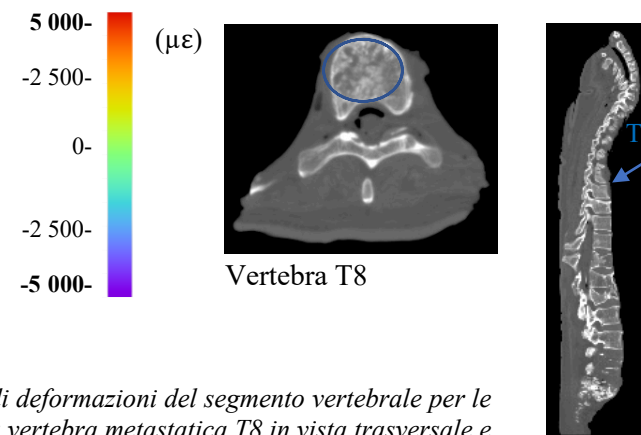 5 000-
(με)
-2 500-
0-
-2 500-
-5 000-
T
Vertebra T8
di deformazioni del segmento vertebrale per le
vertebra metastatica T8 in vista trasversale e